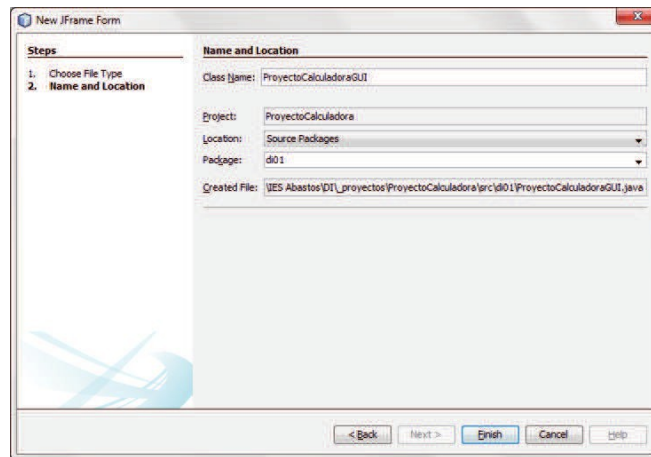 New JFrame Form
Steps
1. Choose File Type
2. Name and Location
Name and Location
Class Name: ProyectoCalculadoraGUI
Project: ProyectoCalculadora
Location: Source Packages
Package: di01
Created File: \IES Abastos\DI\_proyectos\ProyectoCalculadora\src\di01\ProyectoCalculadoraGUI.java
< Back Next > Finish Cancel Help